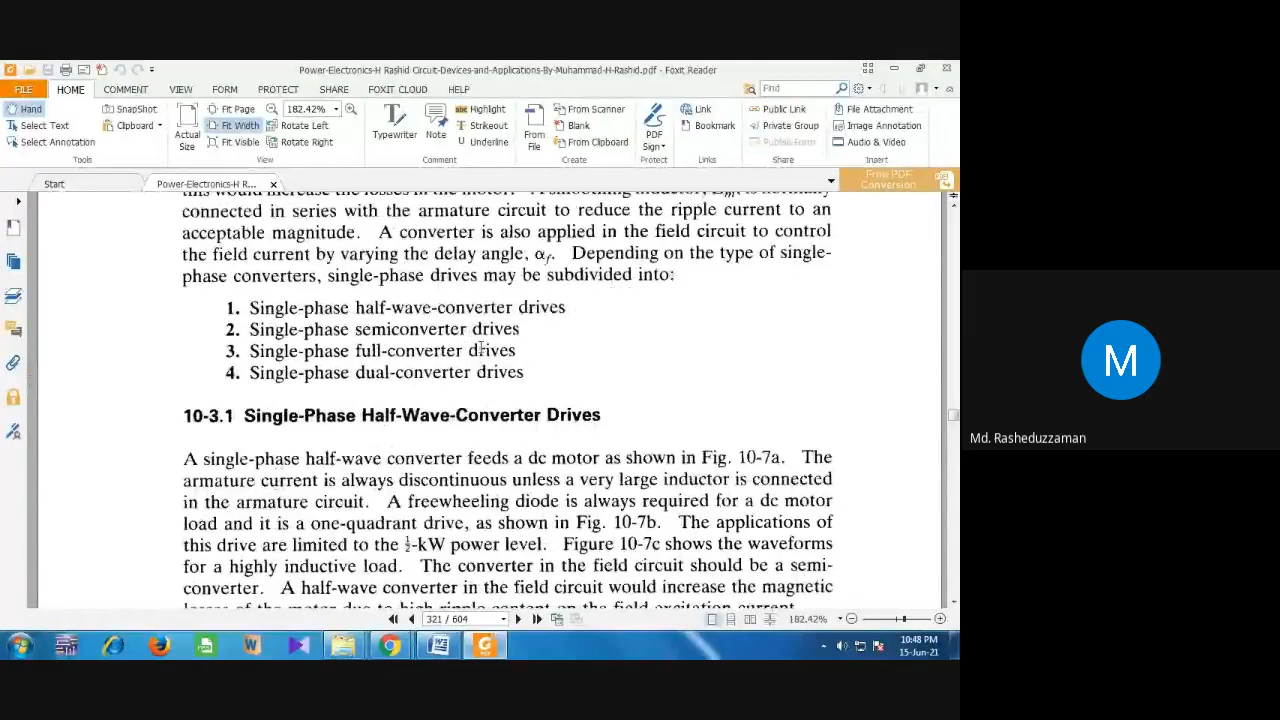 Power-Electronics-H Rashid Circuit-Devices-and-Applications-By-Muhammad-H-Rashid.pdf - Foxit Reader
FILE HOME COMMENT VIEW FORM PROTECT SHARE FOXIT CLOUD HELP Find
Hand SnapShot Fit Page 182.42% Highlight From Scanner Link Public Link File Attachment
Select Text Clipboard Actual Size Fit Width Rotate Left Typewriter Note Strikeout From File Blank PDF Sign Bookmark Private Group Image Annotation
Select Annotation Fit Visible Rotate Right Underline From Clipboard Publish Form Audio & Video
Tools View Comment Create Protect Links Share Insert
Start Power-Electronics-H R... From PDF Conversion
connected in series with the armature circuit to reduce the ripple current to an
acceptable magnitude. A converter is also applied in the field circuit to control
the field current by varying the delay angle, αf. Depending on the type of single-
phase converters, single-phase drives may be subdivided into:
1. Single-phase half-wave-converter drives
2. Single-phase semiconverter drives
3. Single-phase full-converter drives
4. Single-phase dual-converter drives
10-3.1 Single-Phase Half-Wave-Converter Drives
A single-phase half-wave converter feeds a dc motor as shown in Fig. 10-7a. The
armature current is always discontinuous unless a very large inductor is connected
in the armature circuit. A freewheeling diode is always required for a dc motor
load and it is a one-quadrant drive, as shown in Fig. 10-7b. The applications of
this drive are limited to the ½-kW power level. Figure 10-7c shows the waveforms
for a highly inductive load. The converter in the field circuit should be a semi-
converter. A half-wave converter in the field circuit would increase the magnetic
321 / 604 182.42%
10:48 PM
15-Jun-21
M
Md. Rasheduzzaman